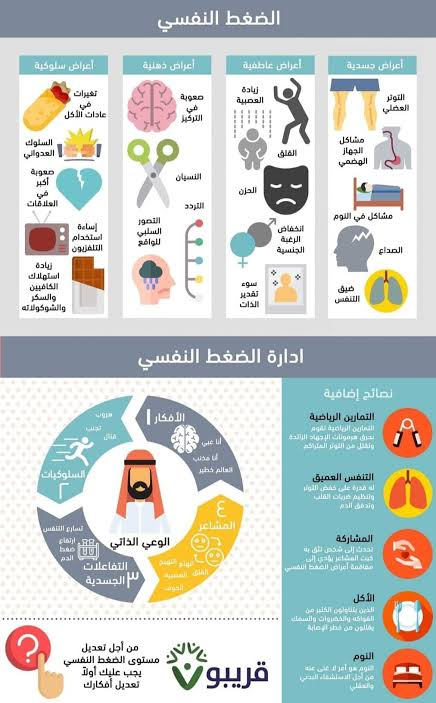 الضغط النفسي
أعراض جسدية
التوتر
العضلي
مشاكل
الجهاز
الهضمي
مشاكل في النوم
الصداع
ضيق
التنفس
أعراض عاطفية
زيادة
العصبية
القلق
الحزن
انخفاض
الرغبة
الجنسية
سوء
تقدير
الذات
أعراض ذهنية
صعوبة
في
التركيز
النسيان
التردد
التصور
السلبي
للواقع
أعراض سلوكية
تغيرات
في
عادات الأكل
السلوك
العدواني
صعوبة
في
أكبر
العلاقات
إساءة
استخدام
التلفزيون
زيادة
استهلاك
الكافيين
والسكر
والشوكولاته
ادارة الضغط النفسي
نصائح إضافية
التمارين الرياضية
التمارين الرياضية تقوم
بحرق هرمونات الإجهاد الزائدة
وتقلل من التوتر المتراكم
التنفس العميق
له قدرة على خفض التوتر
وتنظيم ضربات القلب
وتدفق الدم
المشاركة
تحدث إلى شخص تثق به
كبت المشاعر يؤدي إلى
مفاقمة أعراض الضغط النفسي
الأكل
الذين يتناولون الكثير من
الفواكه والخضروات والسمك
يقللون من خطر الإصابة
النوم
النوم هو أمر لا غنى عنه
من أجل الاستشفاء البدني
والعقلي
الأفكار ١
أنا غبي
أنا مذنب
العالم خطير
هروب
تجنب
قتال
السلوكيات
٢
الوعي الذاتي
٤
المشاعر
التهيج
العصبية
القلق
الخوف
تسارع التنفس
ارتفاع
ضغط
الدم
التفاعلات
الجسدية ٣
من أجل تعديل
مستوى الضغط النفسي
يجب عليك أولاً
تعديل أفكارك
قريبون